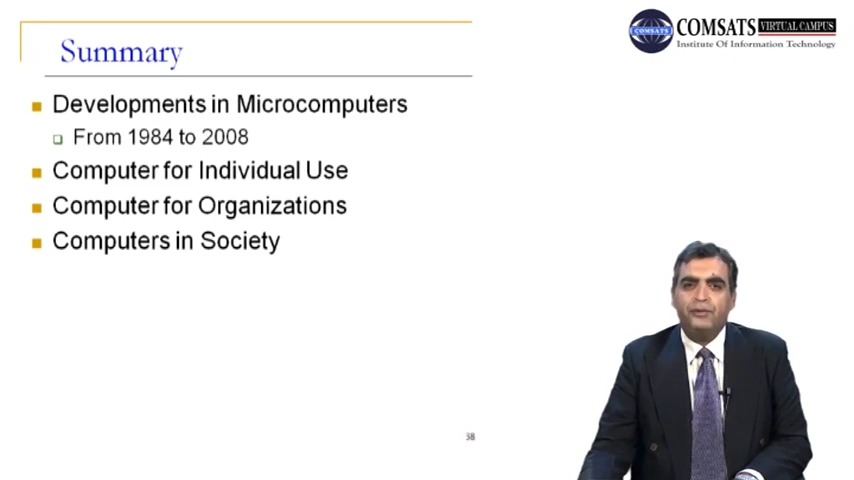 COMSATS VIRTUAL CAMPUS
COMSATS
Institute Of Information Technology
Summary
Developments in Microcomputers
From 1984 to 2008
Computer for Individual Use
Computer for Organizations
Computers in Society
58